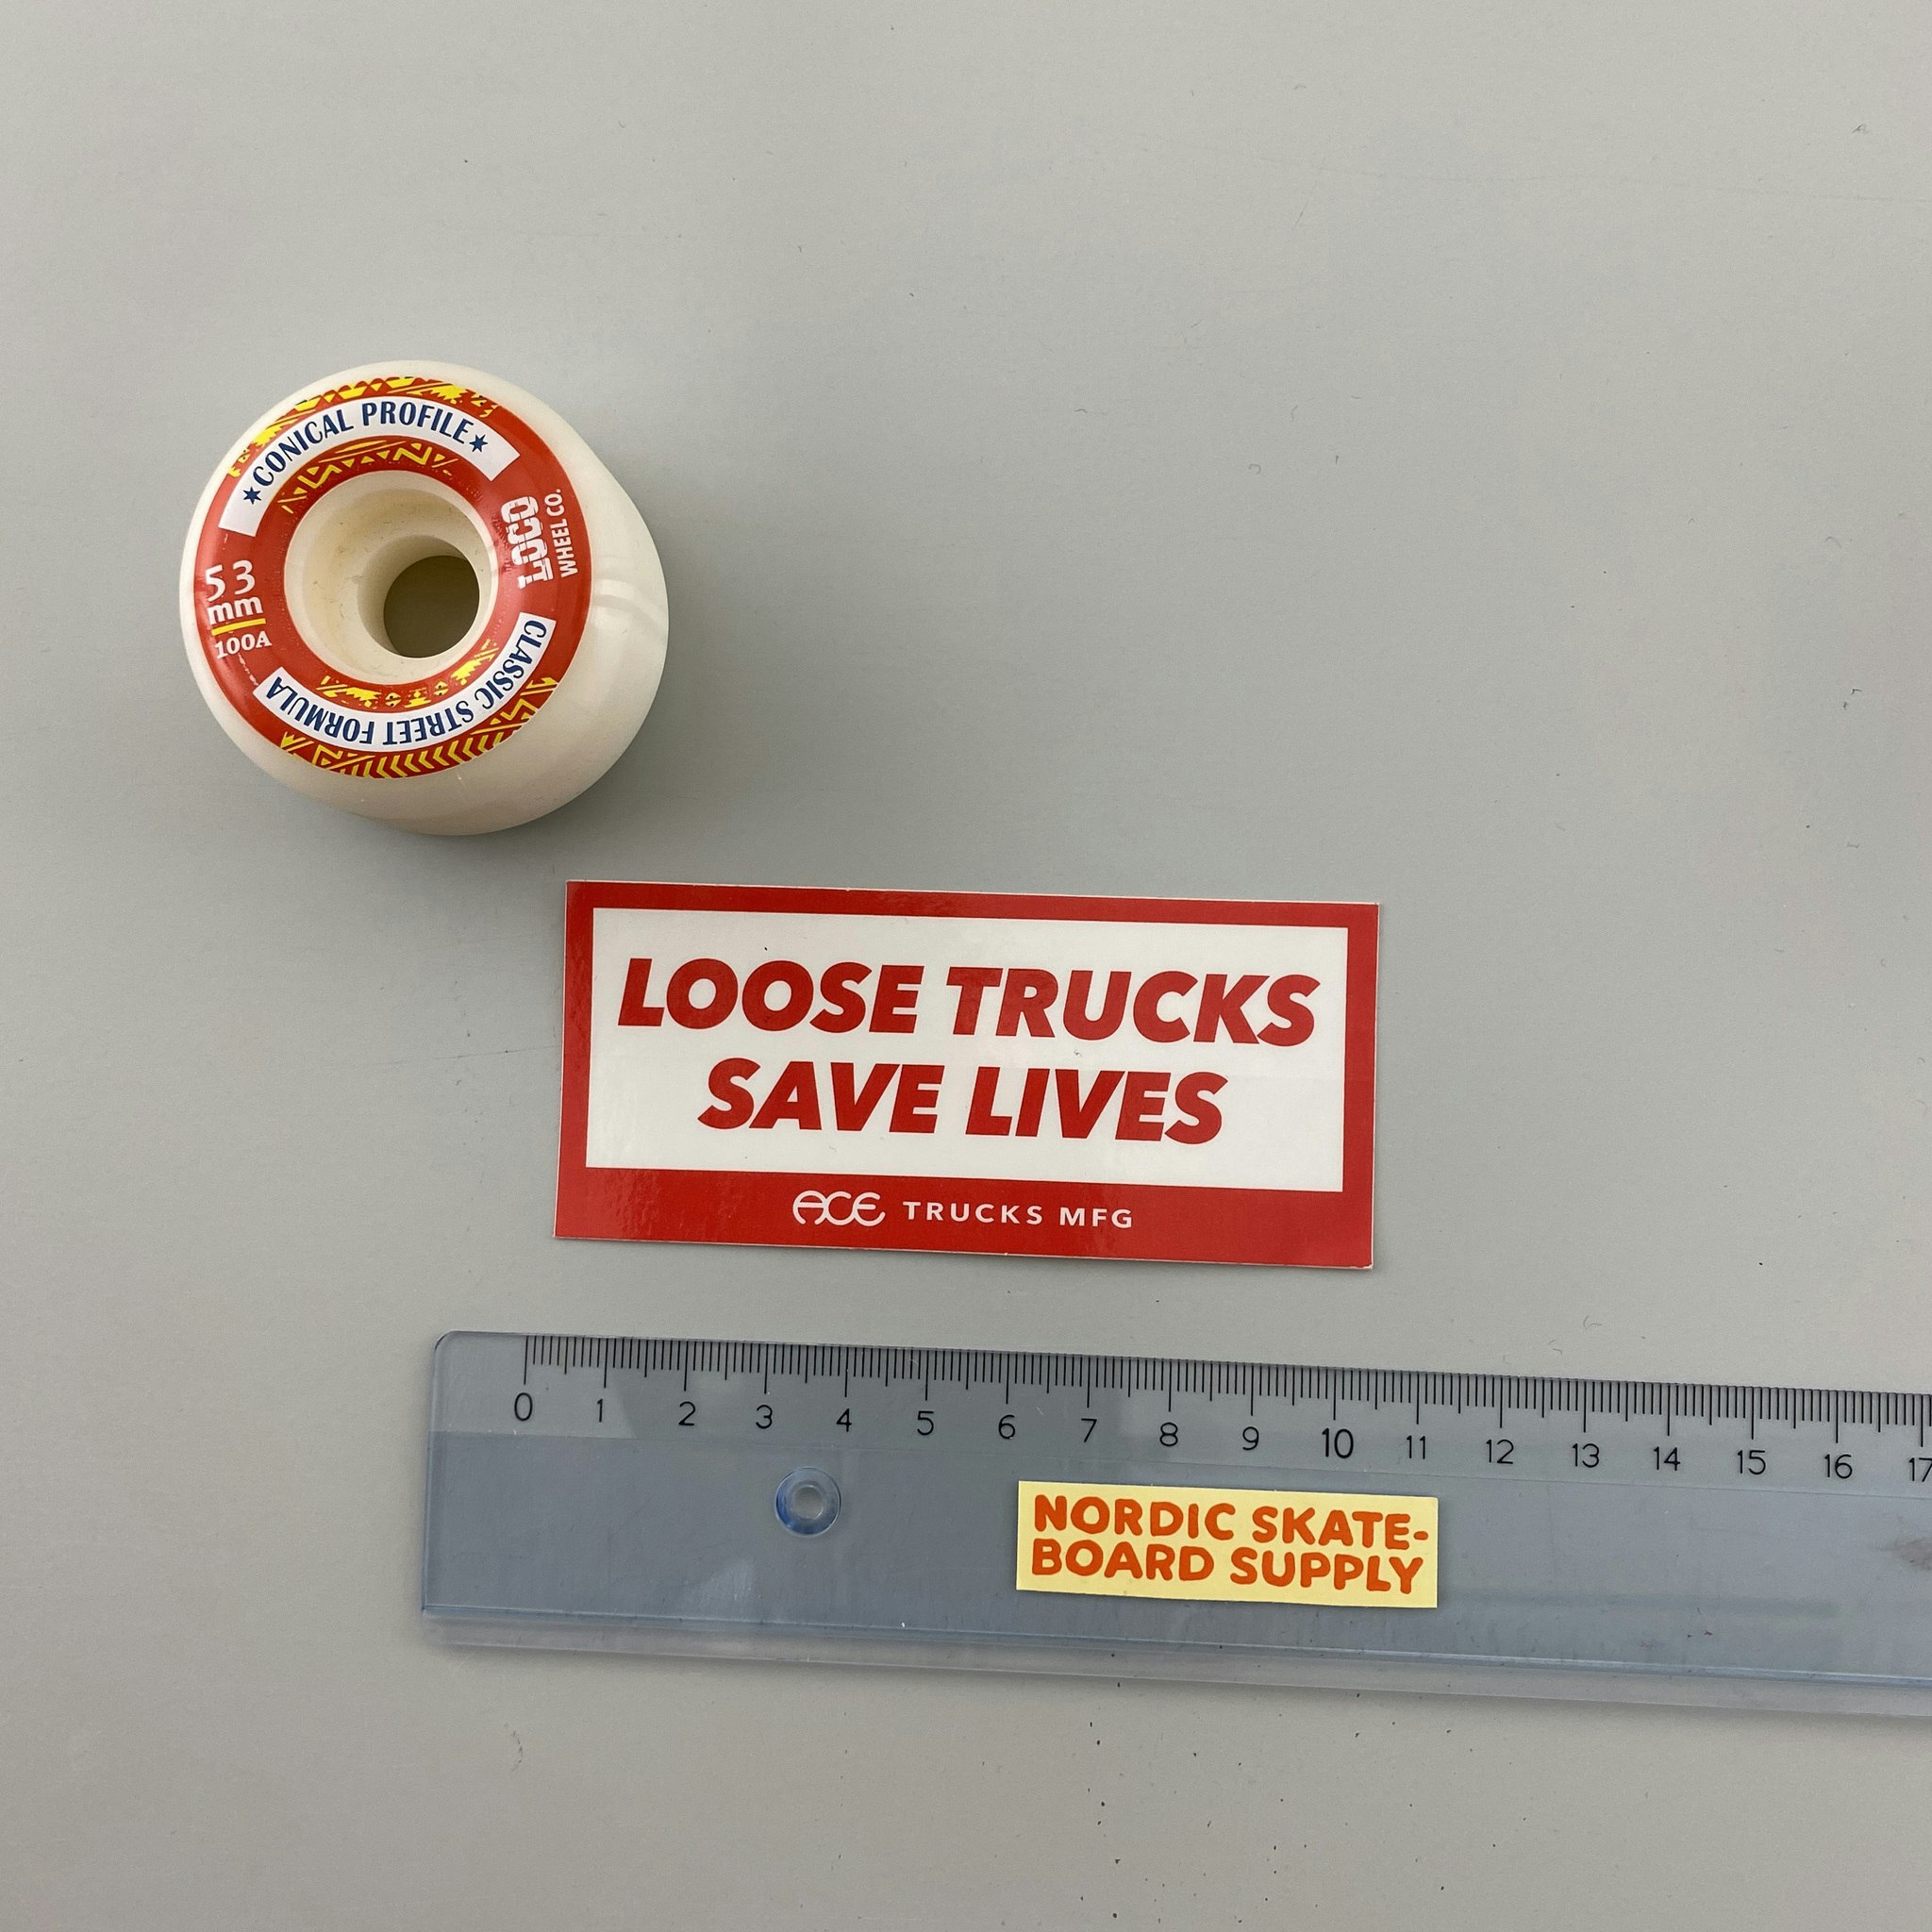 ★CONICAL PROFILE★
LOCO
WHEEL CO.
53
mm
100A
CLASSIC STREET FORMULA
LOOSE TRUCKS
SAVE LIVES
ACE TRUCKS MFG
0 1 2 3 4 5 6 7 8 9 10 11 12 13 14 15 16 17
NORDIC SKATE-
BOARD SUPPLY